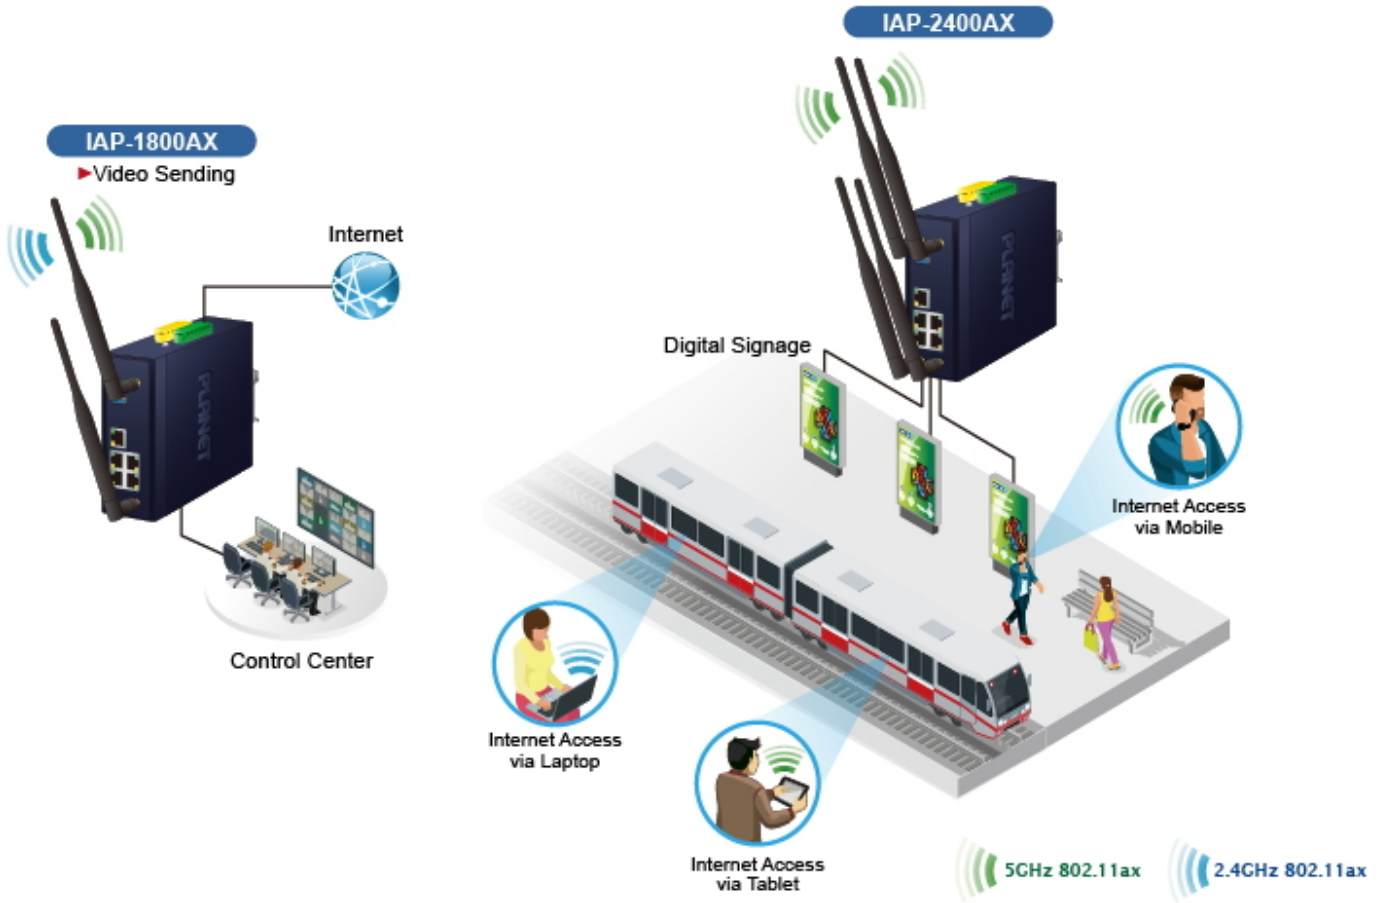 IAP-2400AX
IAP-1800AX
►Video Sending
Internet
PLANET
Digital Signage
PLANET
Internet Access
via Mobile
Control Center
Internet Access
via Laptop
Internet Access
via Tablet
5GHz 802.11ax
2.4GHz 802.11ax